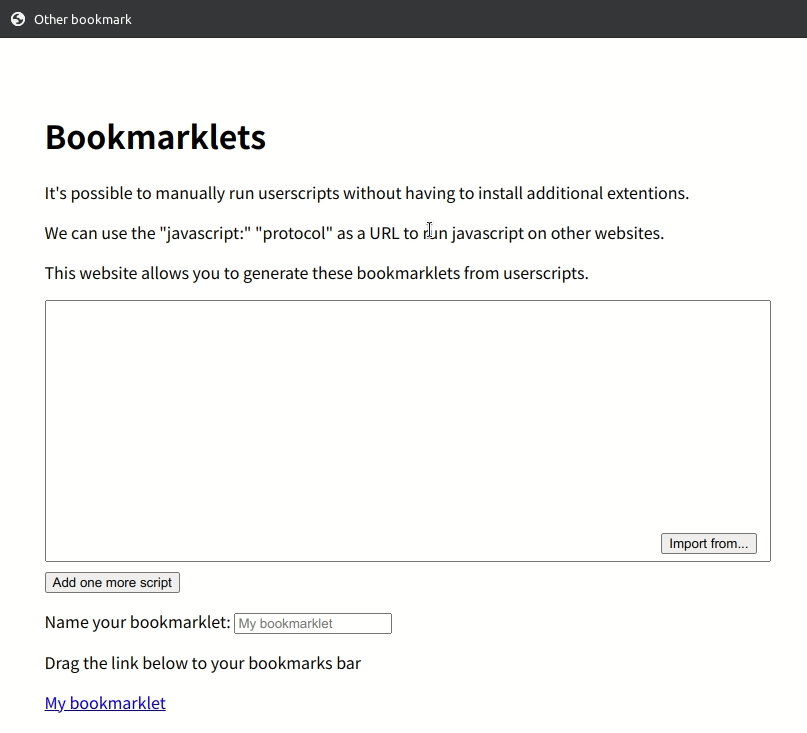 Other bookmark
Bookmarklets
It's possible to manually run userscripts without having to install additional extentions.
We can use the "javascript:" "protocol" as a URL to run javascript on other websites.
This website allows you to generate these bookmarklets from userscripts.
Import from...
Add one more script
Name your bookmarklet: My bookmarklet
Drag the link below to your bookmarks bar
My bookmarklet